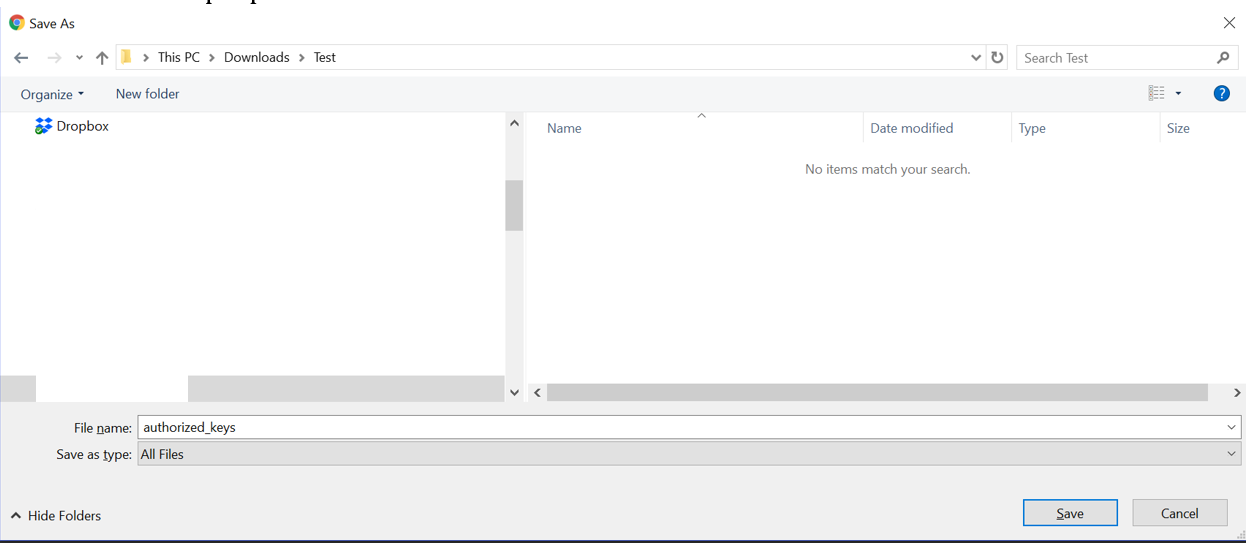 Save As
This PC > Downloads > Test
Search Test
Organize New folder
?
Dropbox
Name Date modified Type Size
No items match your search.
File name: authorized_keys
Save as type: All Files
Hide Folders
Save Cancel